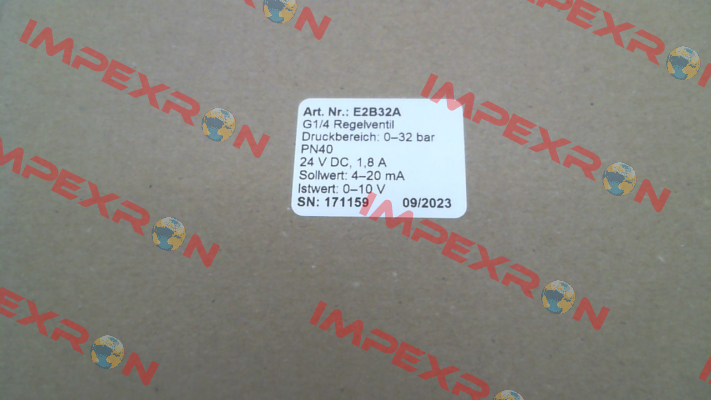 IMPEXRON
IMPEXRON
IMPEXRON
IMPEXRON
Art. Nr.: E2B32A
G1/4 Regelventil
Druckbereich: 0–32 bar
PN40
24 V DC, 1,8 A
Sollwert: 4–20 mA
Istwert: 0–10 V
SN: 171159 09/2023
IMPEXRON
IMPEXRON
IMPEXRON